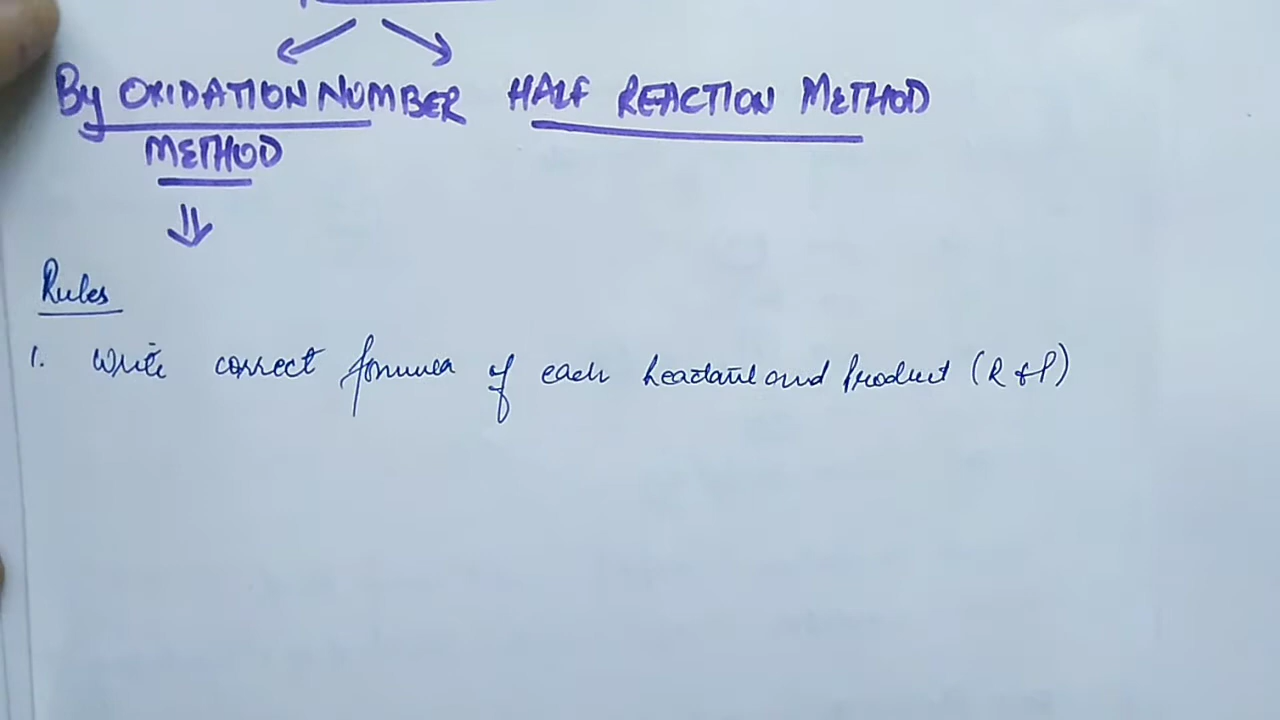 By OXIDATION NUMBER HALF REACTION METHOD
METHOD
Rules
1. Write correct formula of each reactant and product (R & P)